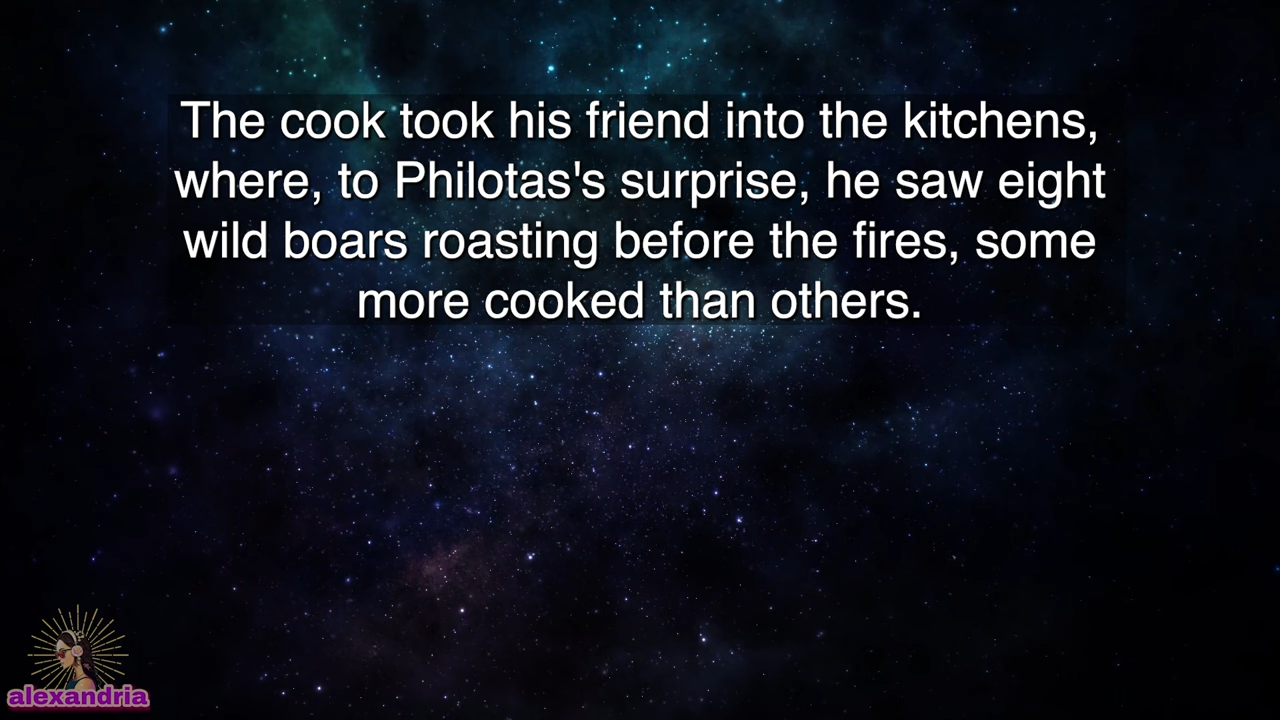 The cook took his friend into the kitchens,
where, to Philotas's surprise, he saw eight
wild boars roasting before the fires, some
more cooked than others.
alexandria